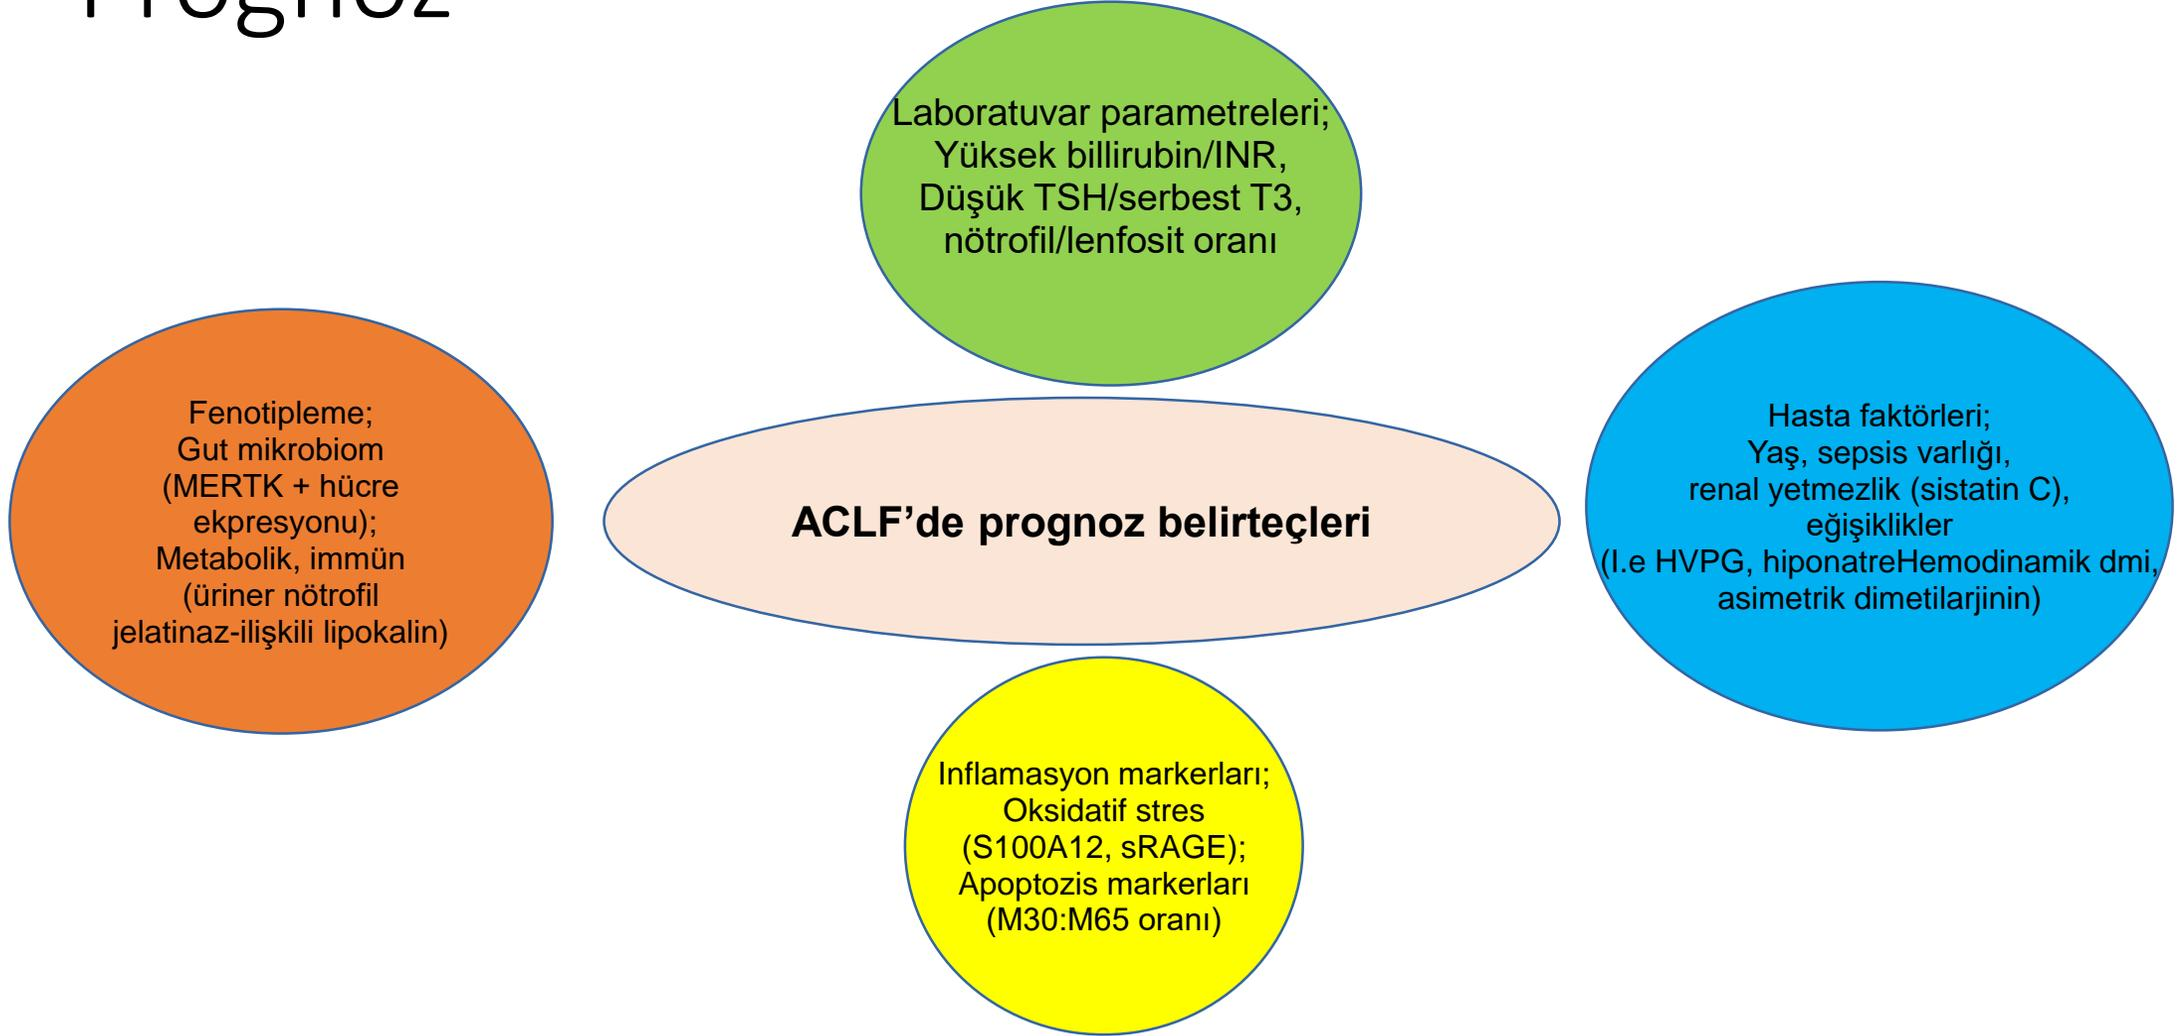 Prognoz
Laboratuvar parametreleri;
Yüksek billirubin/INR,
Düşük TSH/serbest T3,
nötrofil/lenfosit oranı
Fenotipleme;
Gut mikrobiom
(MERTK + hücre
ekpresyonu);
Metabolik, immün
(üriner nötrofil
jelatinaz-ilişkili lipokalin)
ACLF’de prognoz belirteçleri
Hasta faktörleri;
Yaş, sepsis varlığı,
renal yetmezlik (sistatin C),
eğişiklikler
(I.e HVPG, hiponatreHemodinamik dmi,
asimetrik dimetilarjinin)
Inflamasyon markerları;
Oksidatif stres
(S100A12, sRAGE);
Apoptozis markerları
(M30:M65 oranı)